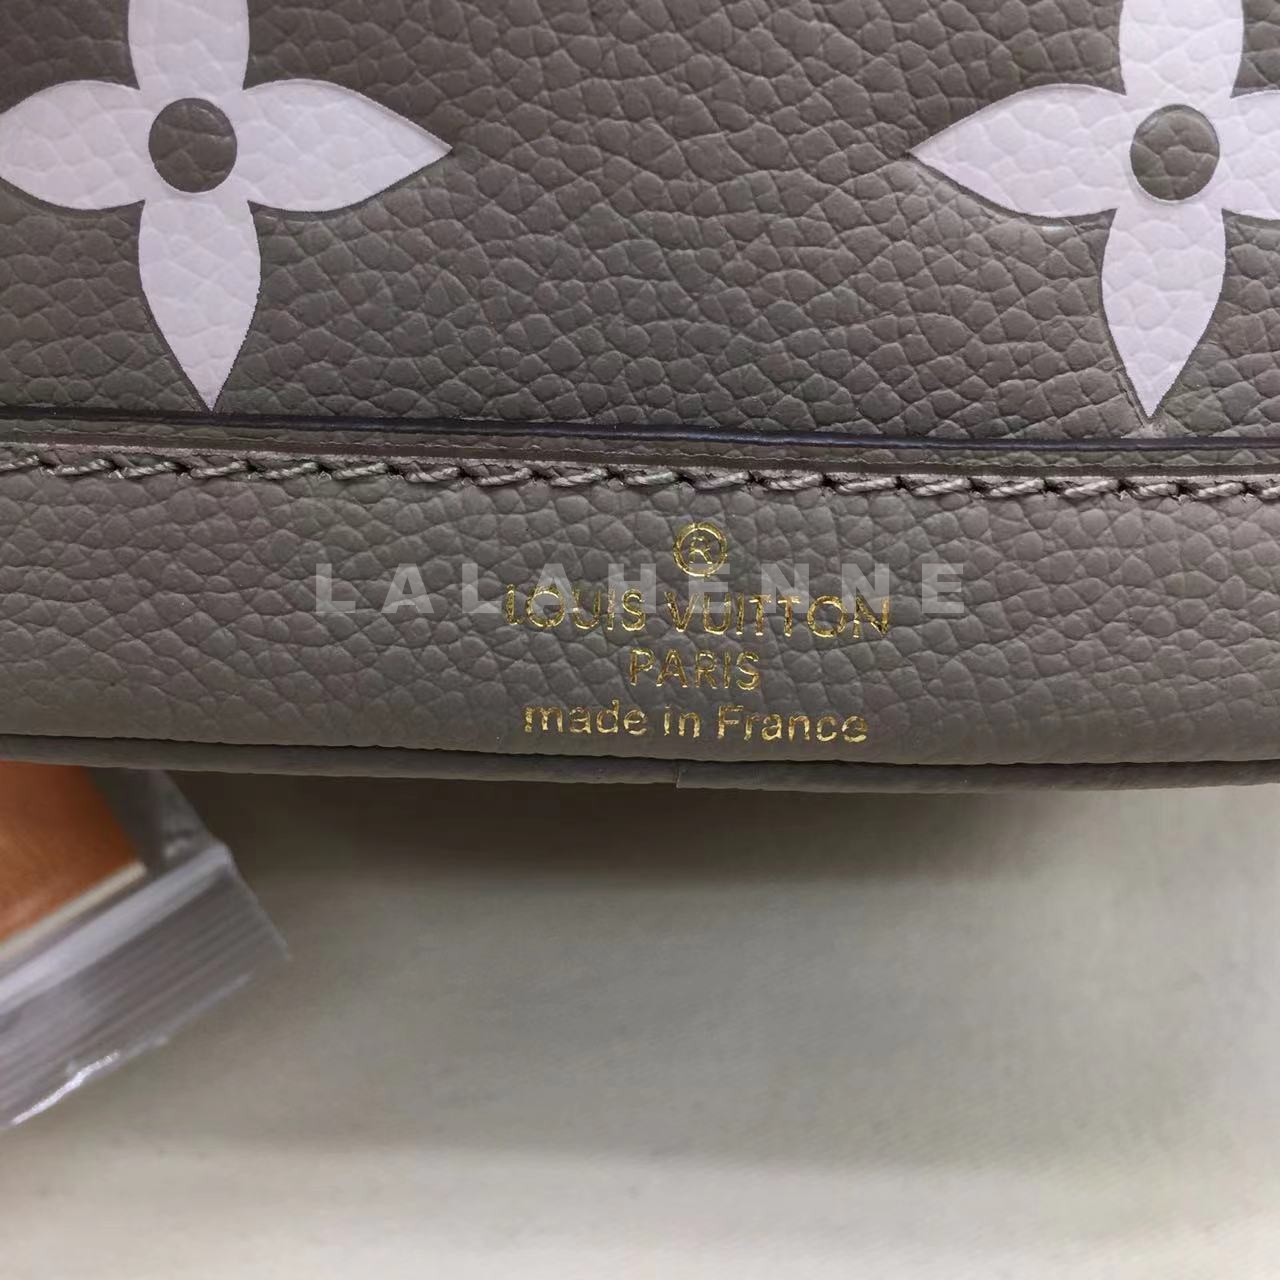 ®
LALAHENNE
LOUIS VUITTON
PARIS
made in France